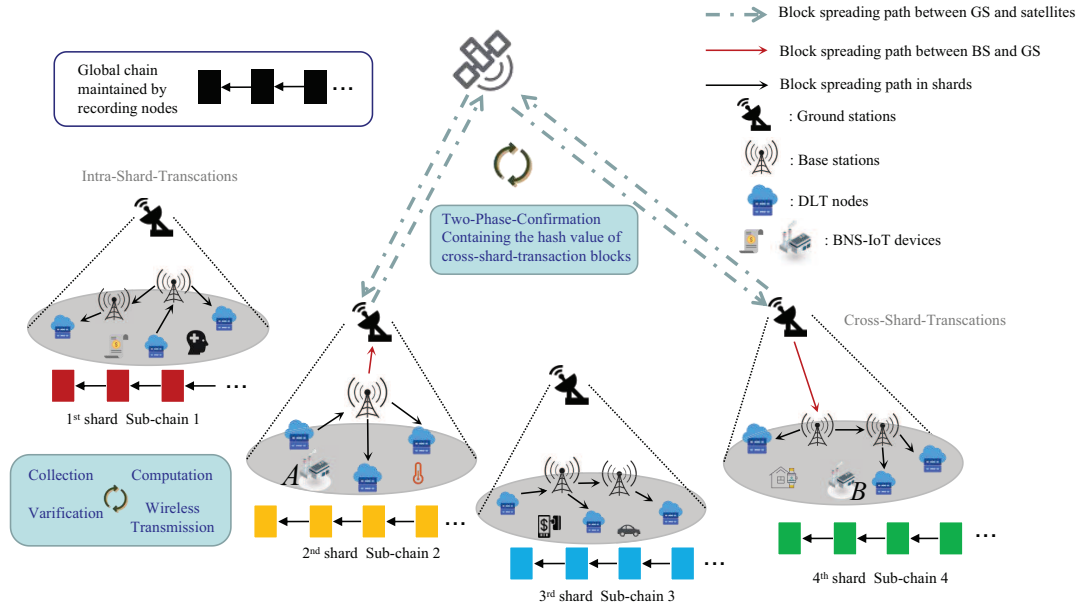 Block spreading path between GS and satellites
Block spreading path between BS and GS
Block spreading path in shards
: Ground stations
: Base stations
: DLT nodes
: BNS-IoT devices
Global chain
maintained by
recording nodes
...
Intra-Shard-Transcations
Two-Phase-Confirmation
Containing the hash value of
cross-shard-transaction blocks
Cross-Shard-Transcations
...
1st shard Sub-chain 1
Collection
Computation
Varification
Wireless
Transmission
A
...
2nd shard Sub-chain 2
$
...
3rd shard Sub-chain 3
B
...
4th shard Sub-chain 4